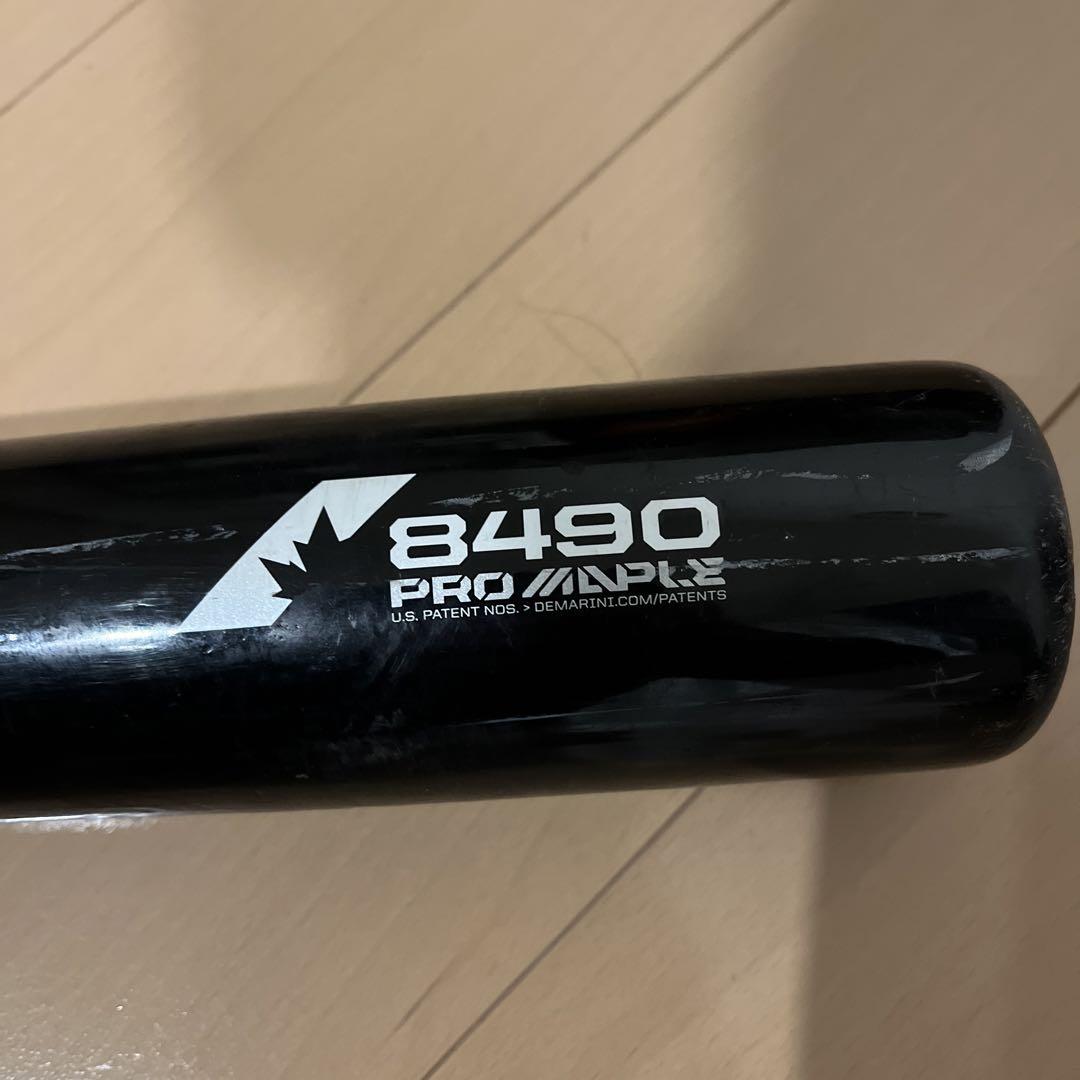 8490
PRO MAPLE
U.S. PATENT NOS. > DEMARINI.COM/PATENTS